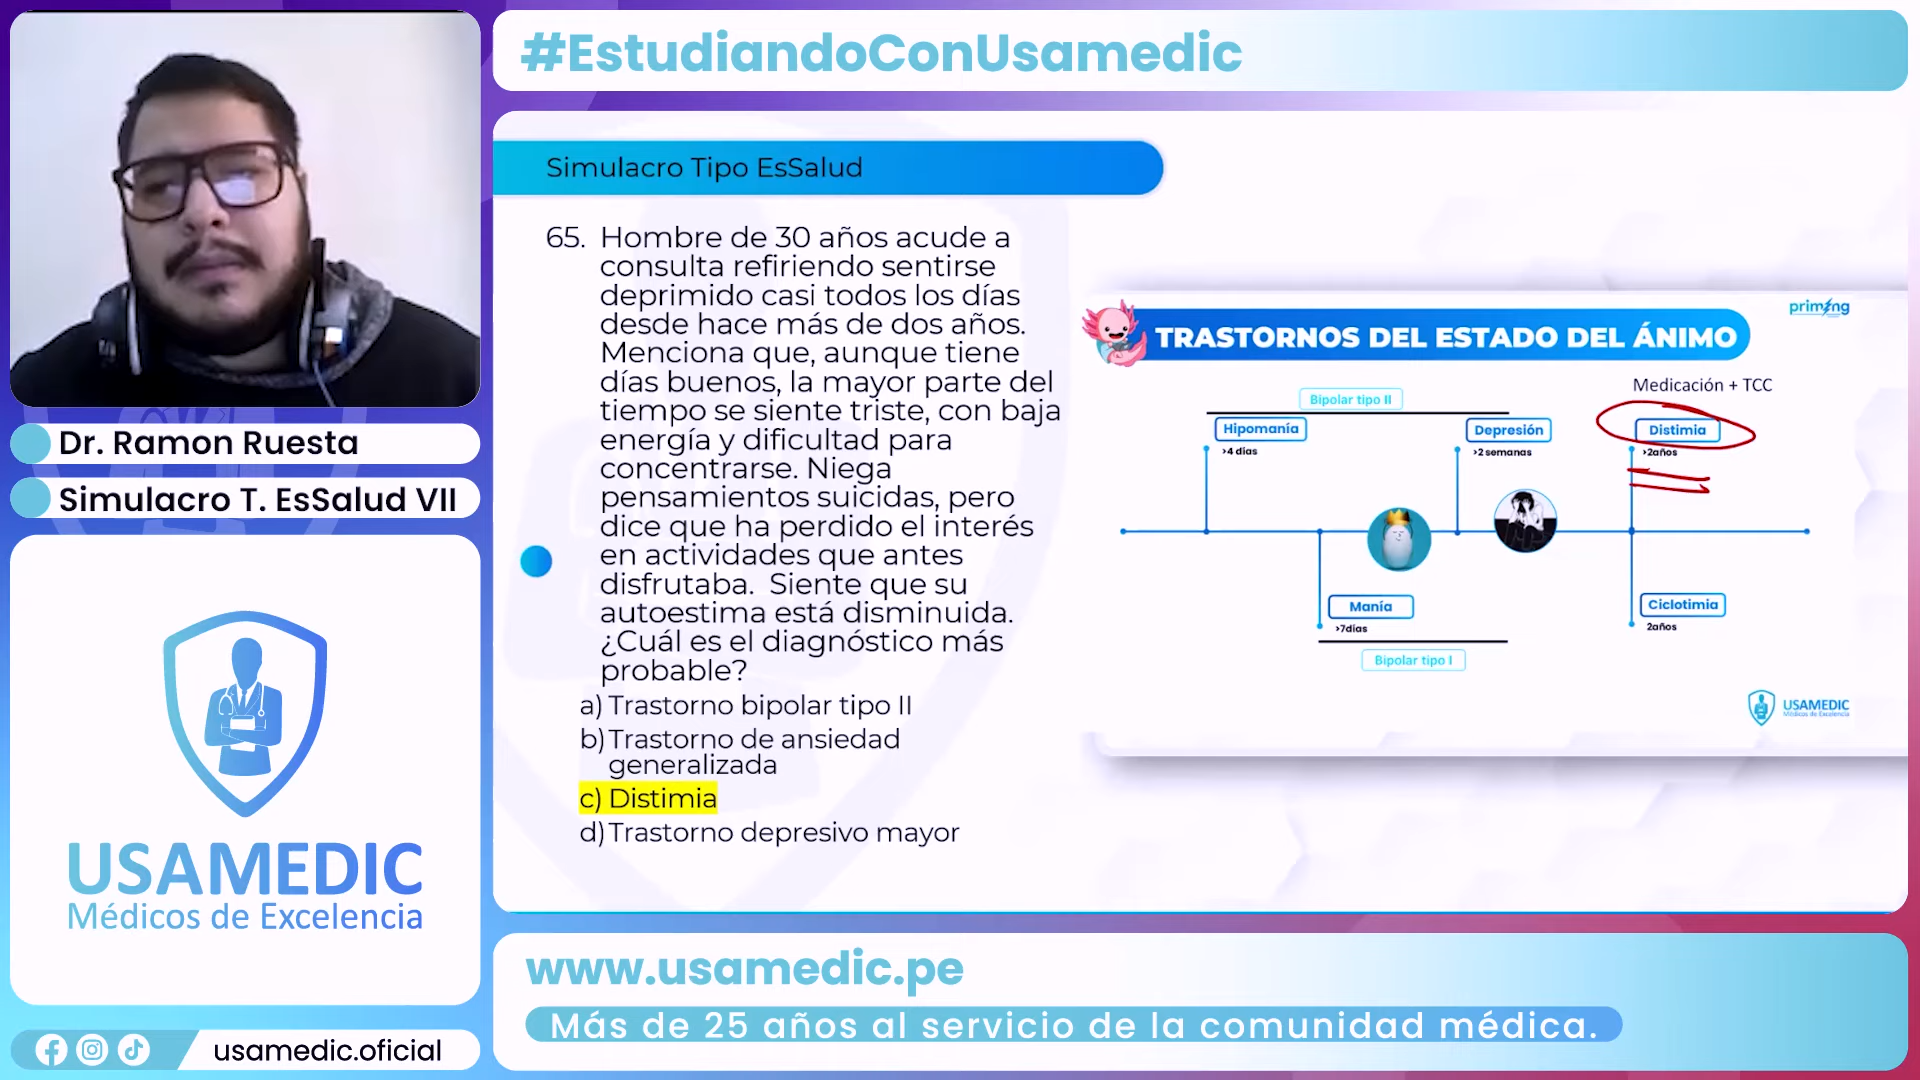 #EstudiandoConUsamedic
Simulacro Tipo EsSalud
65. Hombre de 30 años acude a
consulta refiriendo sentirse
deprimido casi todos los días
desde hace más de dos años.
Menciona que, aunque tiene
días buenos, la mayor parte del
tiempo se siente triste, con baja
energía y dificultad para
concentrarse. Niega
pensamientos suicidas, pero
dice que ha perdido el interés
en actividades que antes
disfrutaba. Siente que su
autoestima está disminuida.
¿Cuál es el diagnóstico más
probable?
a) Trastorno bipolar tipo II
b) Trastorno de ansiedad
generalizada
c) Distimia
d) Trastorno depresivo mayor
priming
TRASTORNOS DEL ESTADO DEL ÁNIMO
Medicación + TCC
Bipolar tipo II
Hipomanía
>4 días
Depresión
>2 semanas
Distimia
>2años
Manía
>7días
Ciclotimia
2años
Bipolar tipo I
USAMEDIC
Médicos de Excelencia
Dr. Ramon Ruesta
Simulacro T. EsSalud VII
USAMEDIC
Médicos de Excelencia
usamedic.oficial
www.usamedic.pe
Más de 25 años al servicio de la comunidad médica.